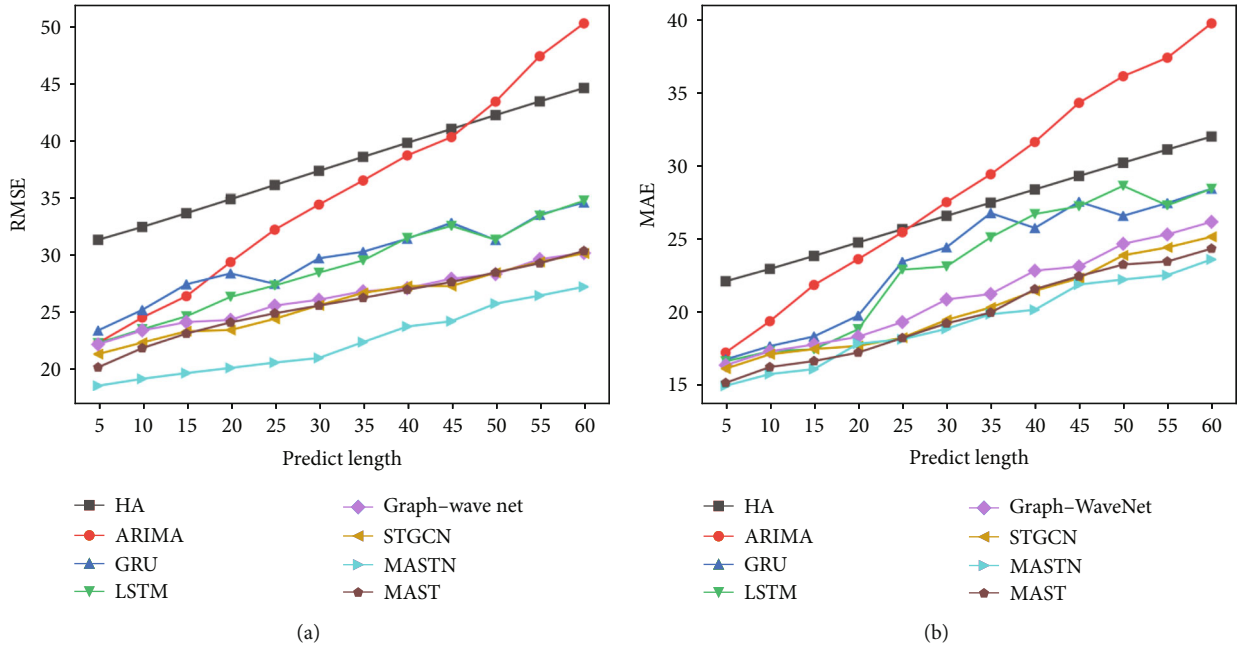 50
45
40
35
30
25
20
RMSE
5 10 15 20 25 30 35 40 45 50 55 60
Predict length
HA
ARIMA
GRU
LSTM
Graph–wave net
STGCN
MASTN
MAST
(a)
40
35
30
25
20
15
MAE
5 10 15 20 25 30 35 40 45 50 55 60
Predict length
HA
ARIMA
GRU
LSTM
Graph–WaveNet
STGCN
MASTN
MAST
(b)